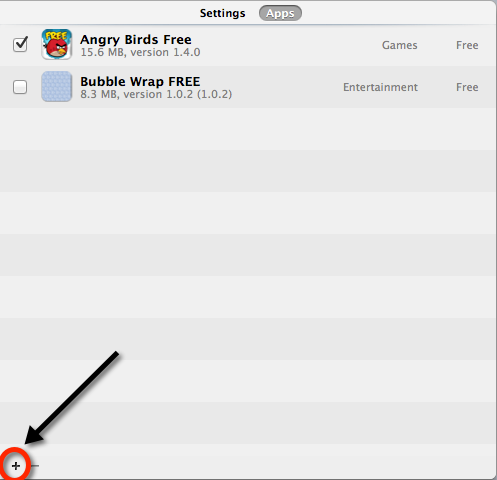 Settings Apps
FREE
Angry Birds Free Games Free
15.6 MB, version 1.4.0
Bubble Wrap FREE Entertainment Free
8.3 MB, version 1.0.2 (1.0.2)
+ −